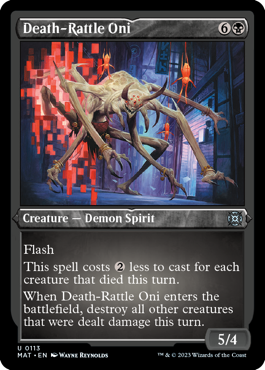 Death-Rattle Oni 6
Creature — Demon Spirit
Flash
This spell costs 2 less to cast for each
creature that died this turn.
When Death-Rattle Oni enters the
battlefield, destroy all other creatures
that were dealt damage this turn.
5/4
U 0113
MAT • EN Wayne Reynolds
™ & © 2023 Wizards of the Coast